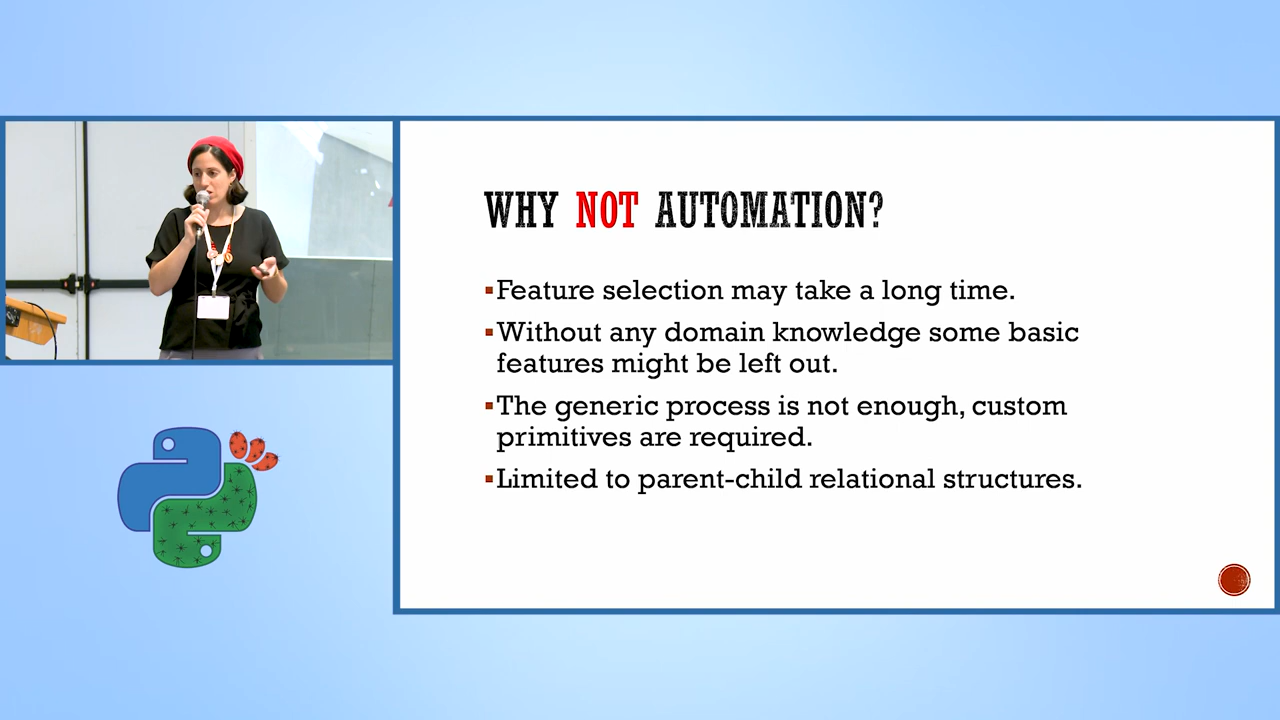 WHY NOT AUTOMATION?
▪Feature selection may take a long time.
▪Without any domain knowledge some basic
features might be left out.
▪The generic process is not enough, custom
primitives are required.
▪Limited to parent-child relational structures.